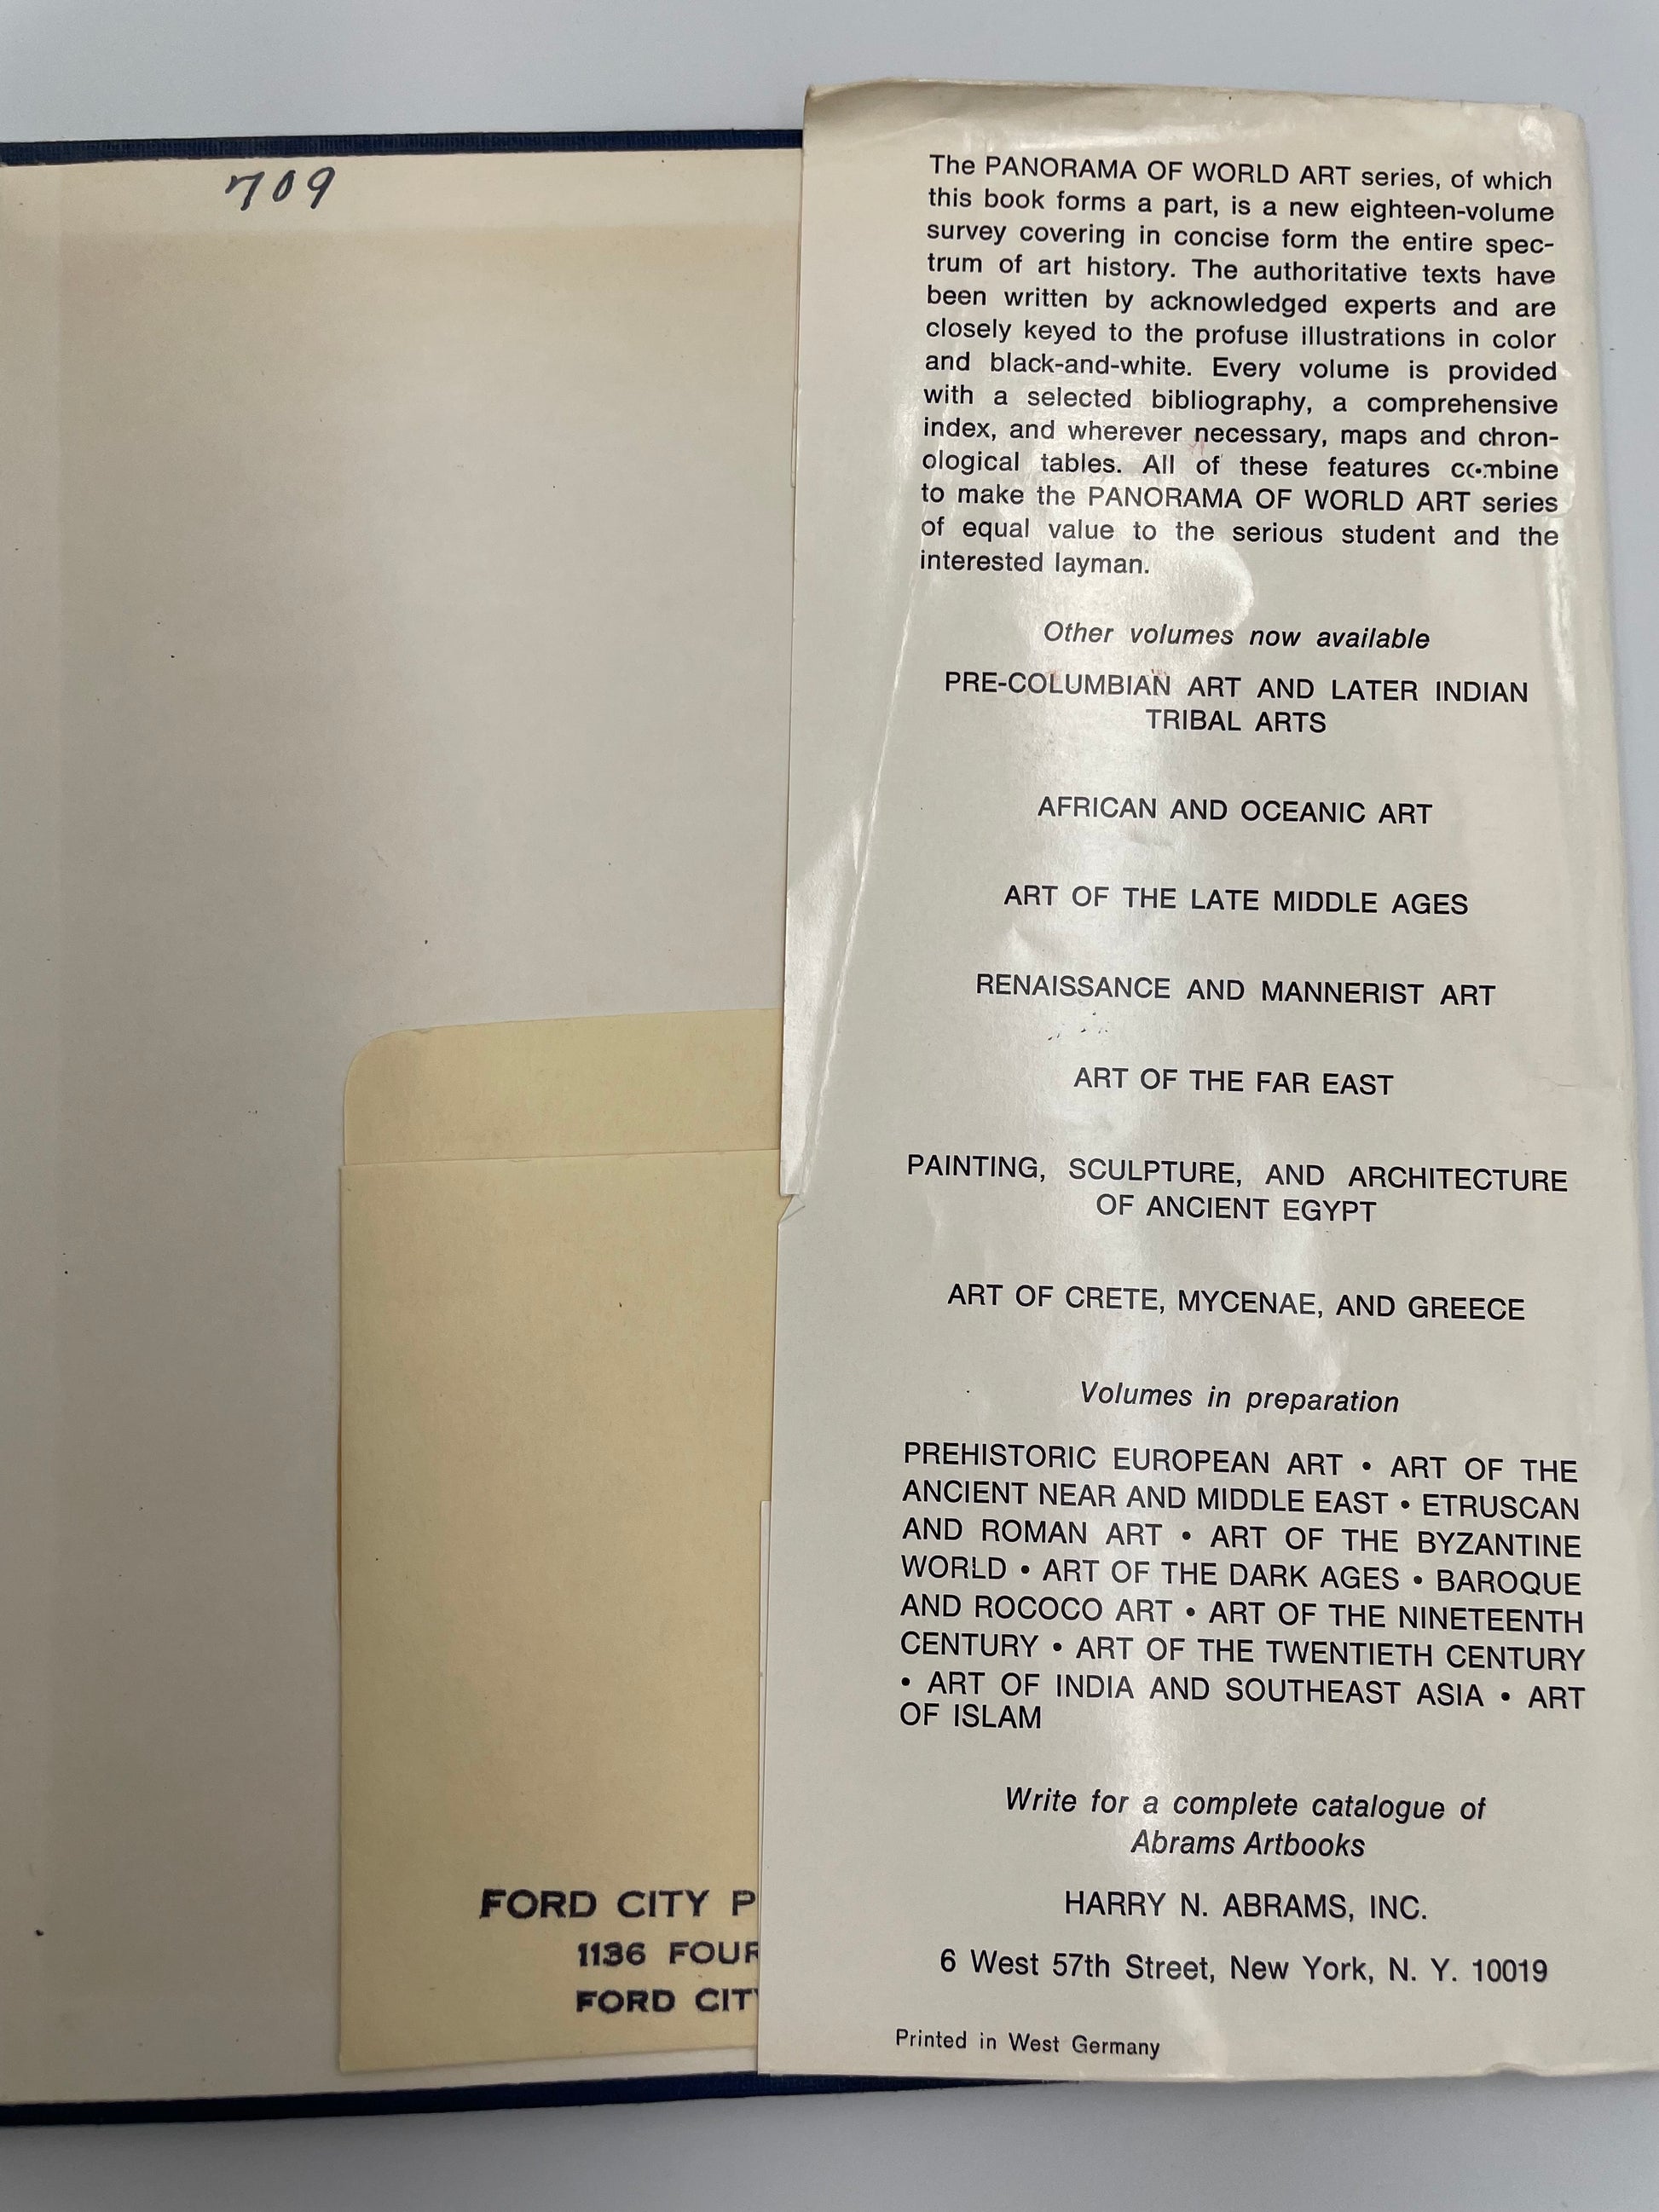 709
The PANORAMA OF WORLD ART series, of which
this book forms a part, is a new eighteen-volume
survey covering in concise form the entire spec-
trum of art history. The authoritative texts have
been written by acknowledged experts and are
closely keyed to the profuse illustrations in color
and black-and-white. Every volume is provided
with a selected bibliography, a comprehensive
index, and wherever necessary, maps and chron-
ological tables. All of these features combine
to make the PANORAMA OF WORLD ART series
of equal value to the serious student and the
interested layman.
Other volumes now available
PRE-COLUMBIAN ART AND LATER INDIAN
TRIBAL ARTS
AFRICAN AND OCEANIC ART
ART OF THE LATE MIDDLE AGES
RENAISSANCE AND MANNERIST ART
ART OF THE FAR EAST
PAINTING, SCULPTURE, AND ARCHITECTURE
OF ANCIENT EGYPT
ART OF CRETE, MYCENAE, AND GREECE
Volumes in preparation
PREHISTORIC EUROPEAN ART • ART OF THE
ANCIENT NEAR AND MIDDLE EAST • ETRUSCAN
AND ROMAN ART • ART OF THE BYZANTINE
WORLD • ART OF THE DARK AGES • BAROQUE
AND ROCOCO ART • ART OF THE NINETEENTH
CENTURY • ART OF THE TWENTIETH CENTURY
• ART OF INDIA AND SOUTHEAST ASIA • ART
OF ISLAM
Write for a complete catalogue of
Abrams Artbooks
HARRY N. ABRAMS, INC.
6 West 57th Street, New York, N. Y. 10019
Printed in West Germany
FORD CITY P
1136 FOUR
FORD CIT